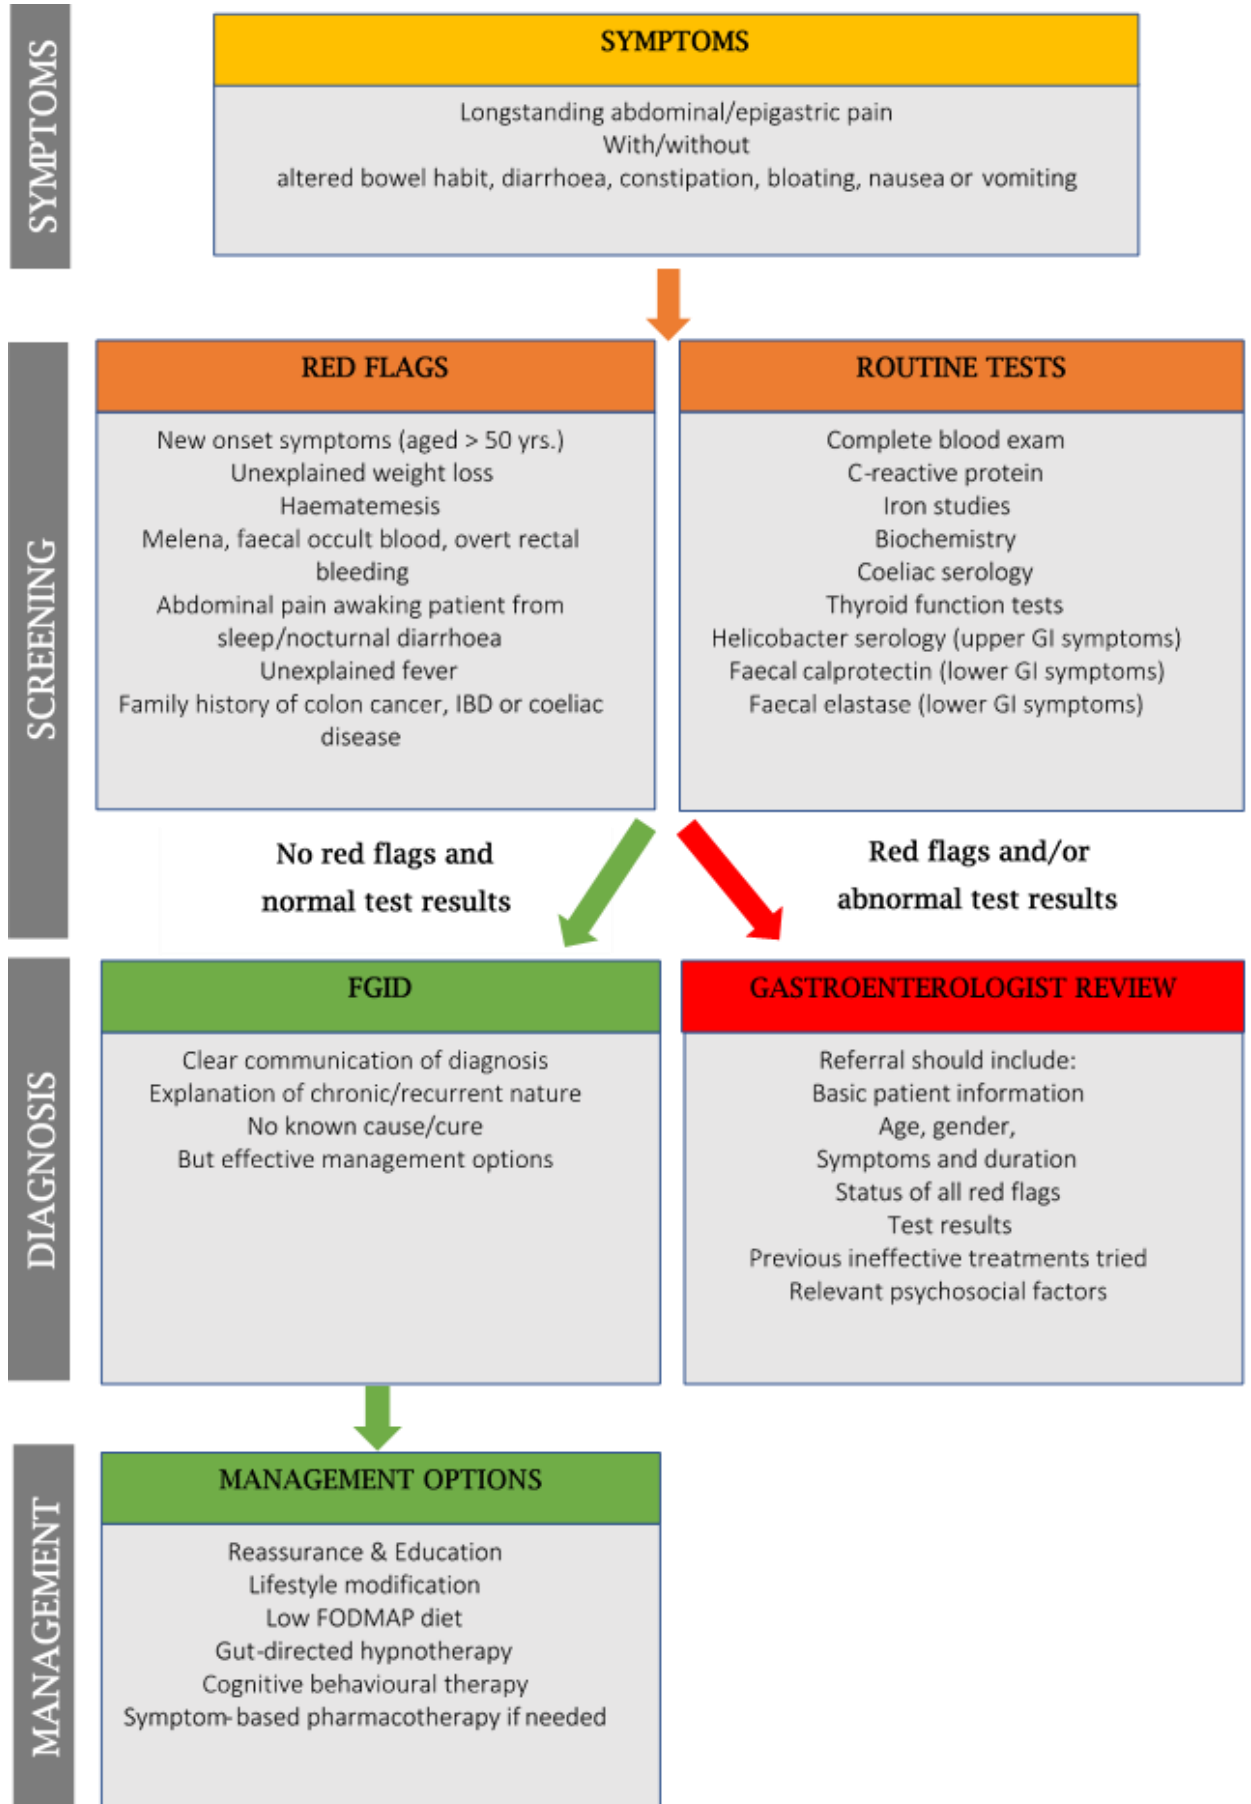 SYMPTOMS
SYMPTOMS
Longstanding abdominal/epigastric pain
With/without
altered bowel habit, diarrhoea, constipation, bloating, nausea or vomiting
SCREENING
RED FLAGS
New onset symptoms (aged > 50 yrs.)
Unexplained weight loss
Haematemesis
Melena, faecal occult blood, overt rectal
bleeding
Abdominal pain awaking patient from
sleep/nocturnal diarrhoea
Unexplained fever
Family history of colon cancer, IBD or coeliac
disease
ROUTINE TESTS
Complete blood exam
C-reactive protein
Iron studies
Biochemistry
Coeliac serology
Thyroid function tests
Helicobacter serology (upper GI symptoms)
Faecal calprotectin (lower GI symptoms)
Faecal elastase (lower GI symptoms)
No red flags and
normal test results
Red flags and/or
abnormal test results
DIAGNOSIS
FGID
Clear communication of diagnosis
Explanation of chronic/recurrent nature
No known cause/cure
But effective management options
GASTROENTEROLOGIST REVIEW
Referral should include:
Basic patient information
Age, gender,
Symptoms and duration
Status of all red flags
Test results
Previous ineffective treatments tried
Relevant psychosocial factors
MANAGEMENT
MANAGEMENT OPTIONS
Reassurance & Education
Lifestyle modification
Low FODMAP diet
Gut-directed hypnotherapy
Cognitive behavioural therapy
Symptom-based pharmacotherapy if needed